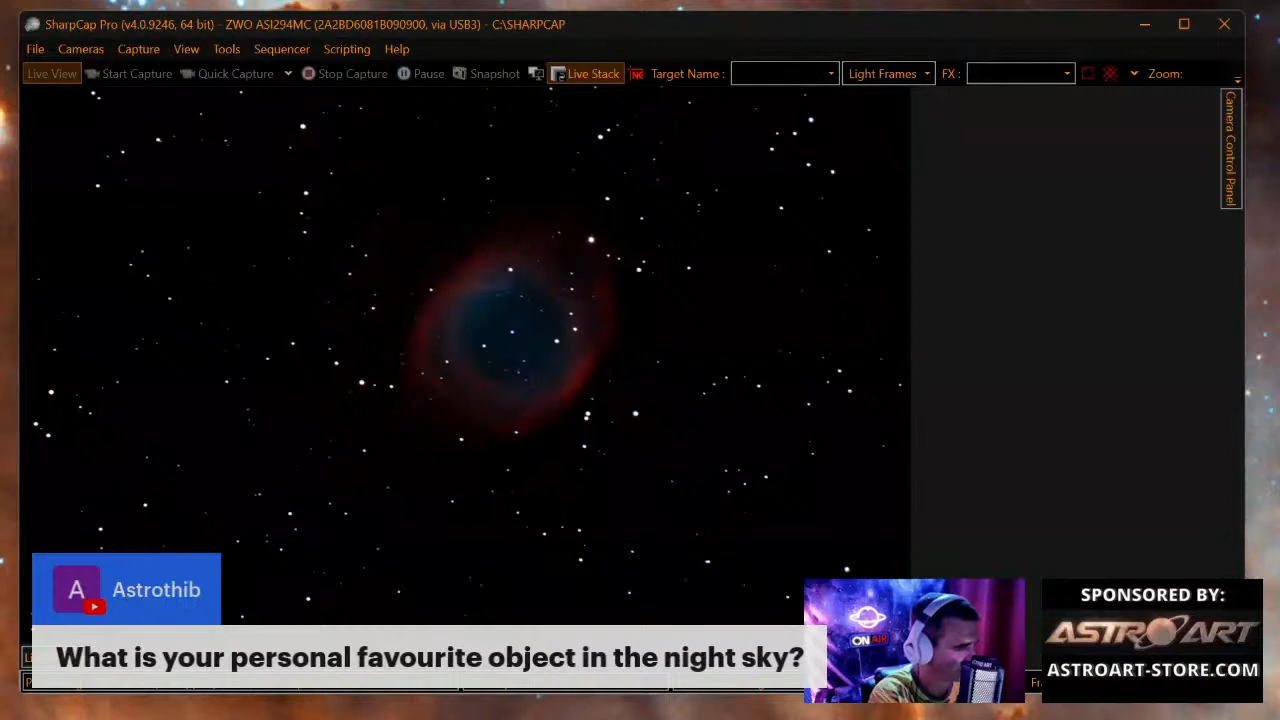 SharpCap Pro (v4.0.9246, 64 bit) - ZWO ASI294MC (2A2BD6081B090900, via USB3) - C:\SHARPCAP
File Cameras Capture View Tools Sequencer Scripting Help
Live View Start Capture Quick Capture Stop Capture Pause Snapshot Live Stack Target Name : Light Frames FX : Zoom:
Camera Control Panel
A Astrothib
What is your personal favourite object in the night sky?
ON AIR
ASTRO ART
SPONSORED BY:
ASTROART
ASTROART-STORE.COM